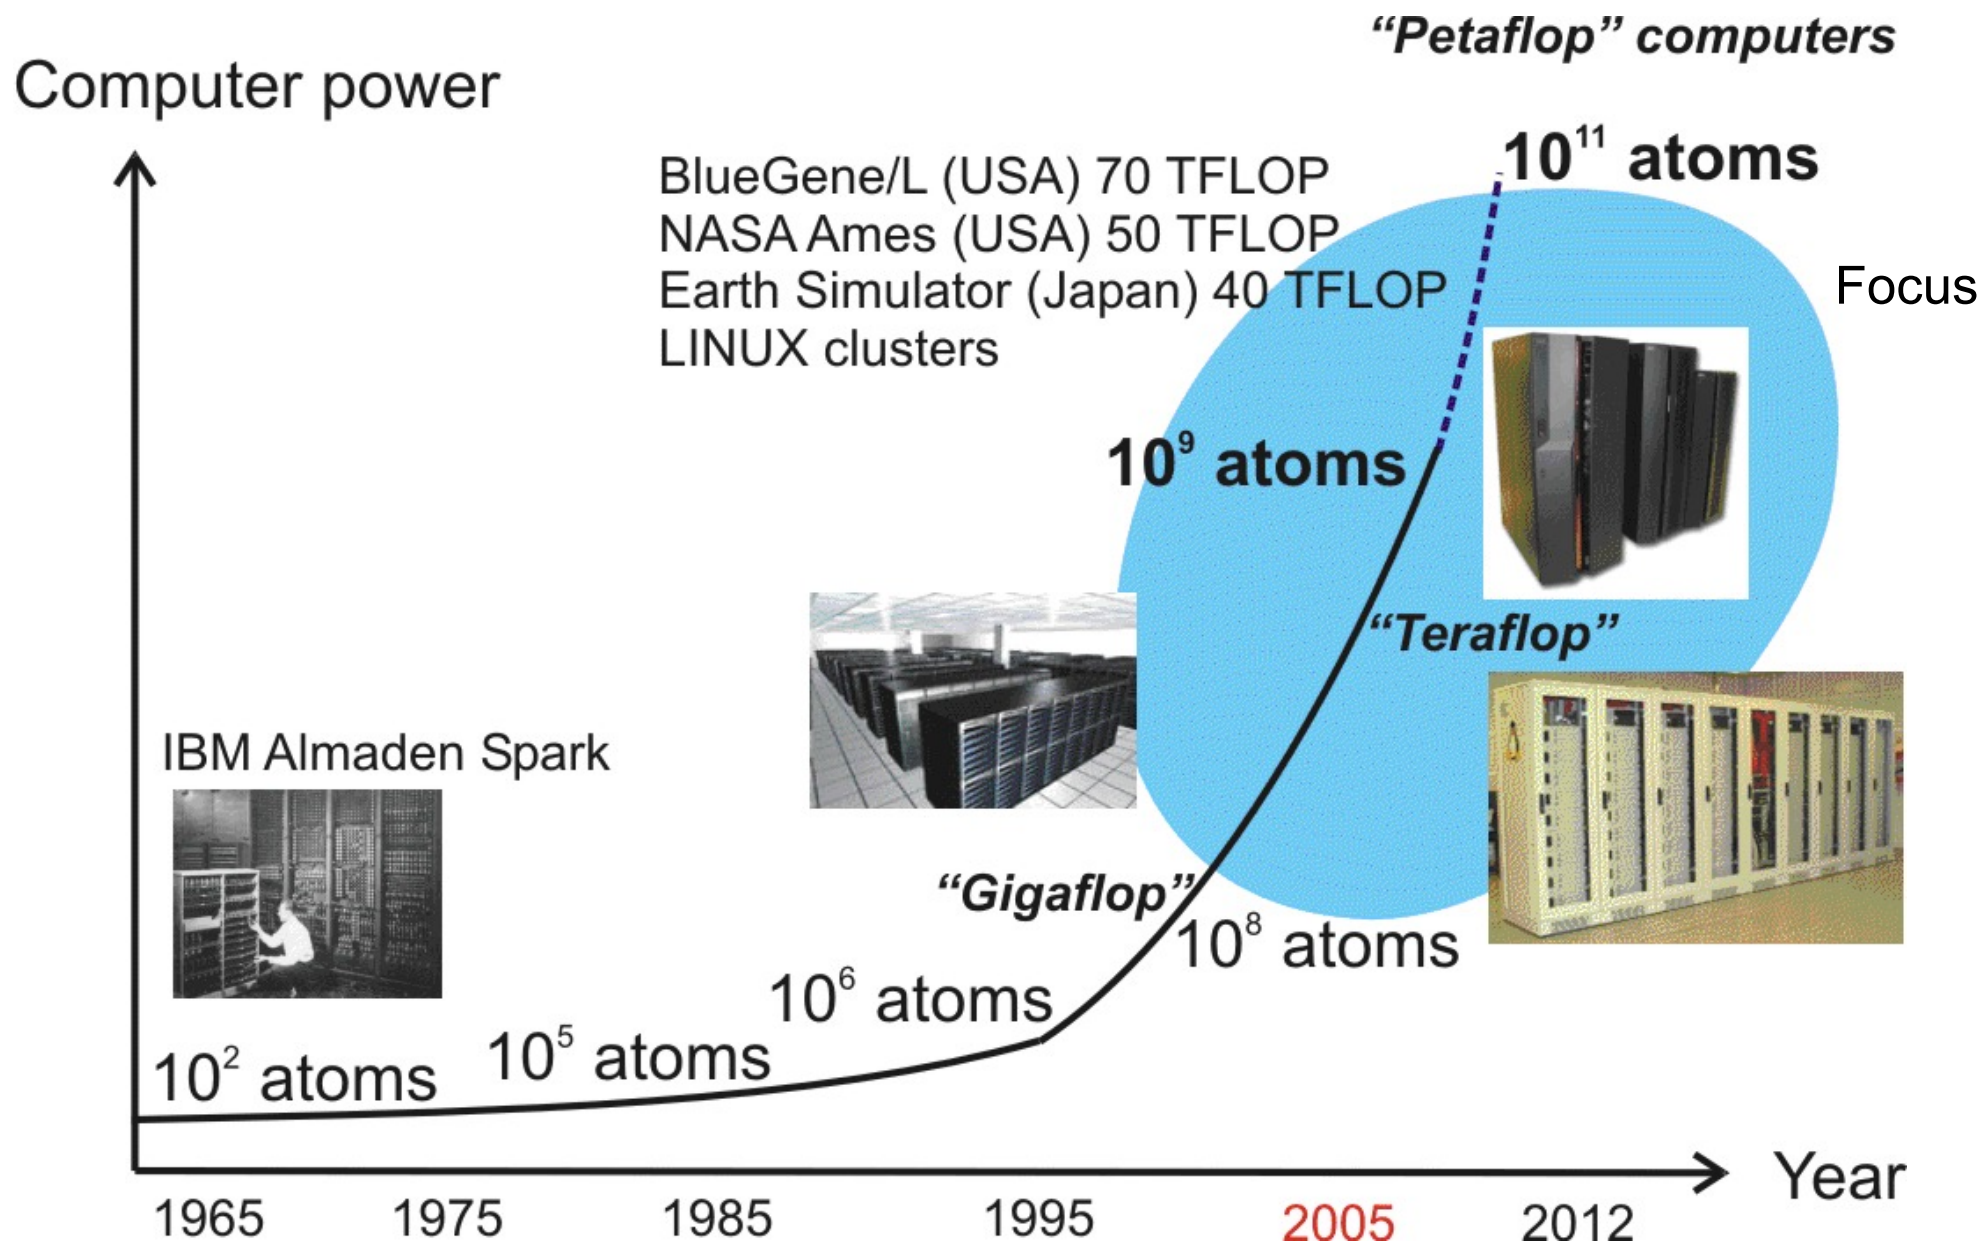 “Petaflop” computers
Computer power
10¹¹ atoms
BlueGene/L (USA) 70 TFLOP
NASA Ames (USA) 50 TFLOP
Earth Simulator (Japan) 40 TFLOP
LINUX clusters
Focus
10⁹ atoms
“Teraflop”
IBM Almaden Spark
“Gigaflop”
10⁸ atoms
10⁶ atoms
10⁵ atoms
10² atoms
Year
1965 1975 1985 1995 2005 2012